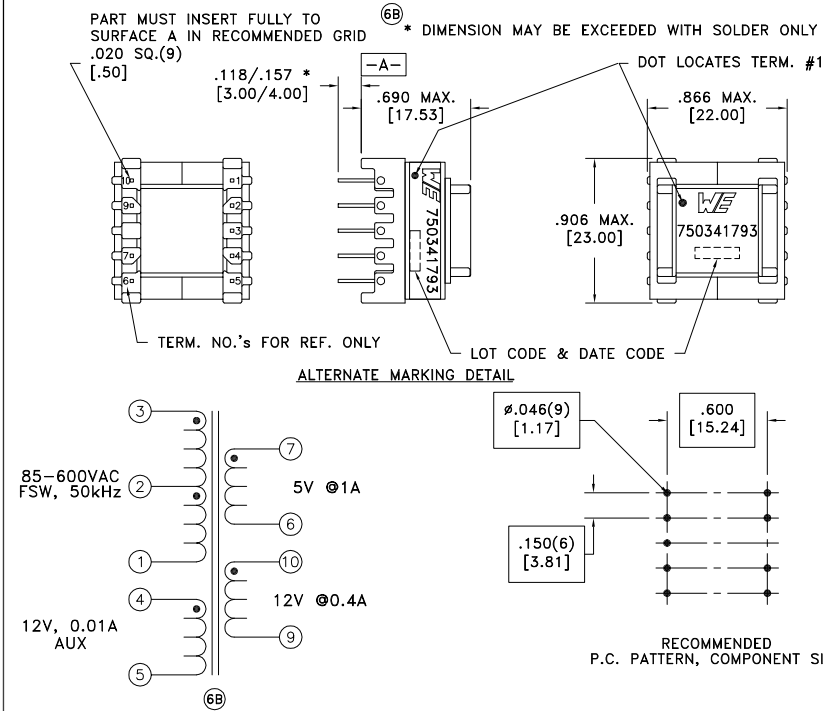 PART MUST INSERT FULLY TO
SURFACE A IN RECOMMENDED GRID
.020 SQ.(9)
[.50]
6B
* DIMENSION MAY BE EXCEEDED WITH SOLDER ONLY
-A-
DOT LOCATES TERM. #1
.118/.157 *
[3.00/4.00]
.690 MAX.
[17.53]
.866 MAX.
[22.00]
10
1
9
2
3
7
4
6
5
WE 750341793
.906 MAX.
[23.00]
WE
750341793
TERM. NO.'s FOR REF. ONLY
LOT CODE & DATE CODE
ALTERNATE MARKING DETAIL
3
85-600VAC
FSW, 50kHz
2
1
4
12V, 0.01A
AUX
5
7
5V @1A
6
10
12V @0.4A
9
6B
ø.046(9)
[1.17]
.600
[15.24]
.150(6)
[3.81]
RECOMMENDED
P.C. PATTERN, COMPONENT SI